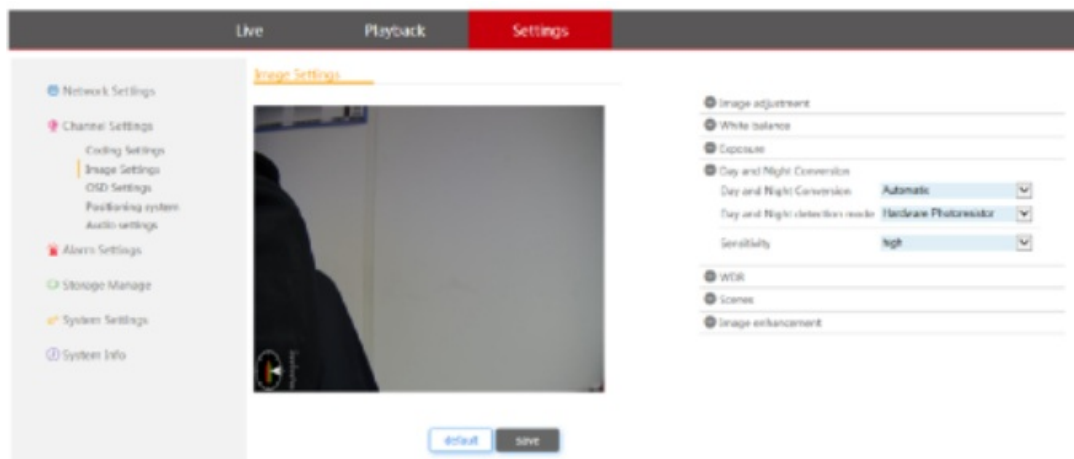 Live Playback Settings
Network Settings
Channel Settings
Coding Settings
Image Settings
OSD Settings
Positioning system
Audio settings
Alarm Settings
Storage Manage
System Settings
System Info
Image Settings
default save
Image adjustment
White balance
Exposure
Day and Night Conversion
Day and Night Conversion Automatic
Day and Night detection mode Hardware Photoresistor
Sensitivity high
WDR
Scenes
Image enhancement